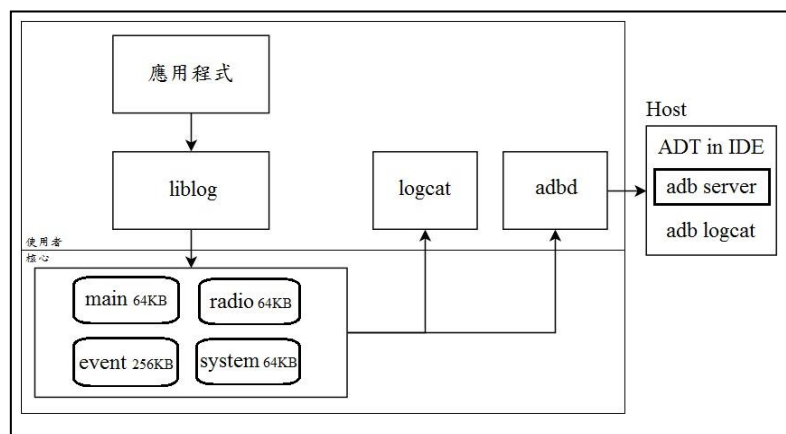 應用程式
Host
ADT in IDE
adb server
adb logcat
liblog
logcat
adbd
使用者
核心
main 64KB
radio 64KB
event 256KB
system 64KB